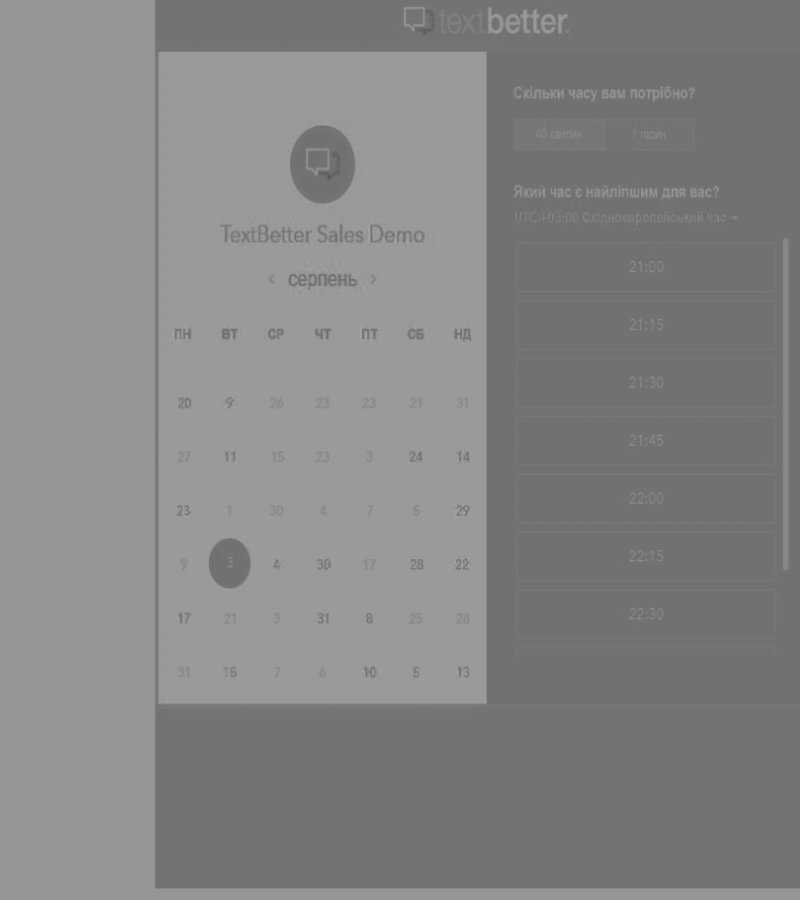 textbetter.
TextBetter Sales Demo
‹ серпень ›
ПН ВТ СР ЧТ ПТ СБ НД
20 9 26 23 23 21 31
27 11 15 23 3 24 14
23 1 30 4 7 5 29
9 3 4 30 17 28 22
17 21 3 31 8 25 28
31 15 7 6 10 5 13
Скільки часу вам потрібно?
40 хвилин 1 годин
Який час є найліпшим для вас?
UTC +03:00 Східноєвропейський час
21:00
21:15
21:30
21:45
22:00
22:15
22:30